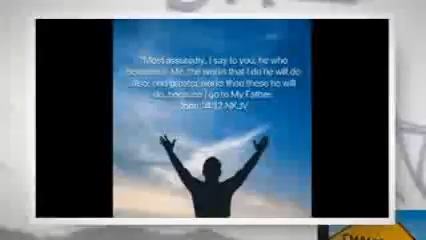 "Most assuredly, I say to you, he who
believes in Me, the works that I do he will do
also; and greater works than these he will
do, because I go to My Father.
John 14:12 NKJV